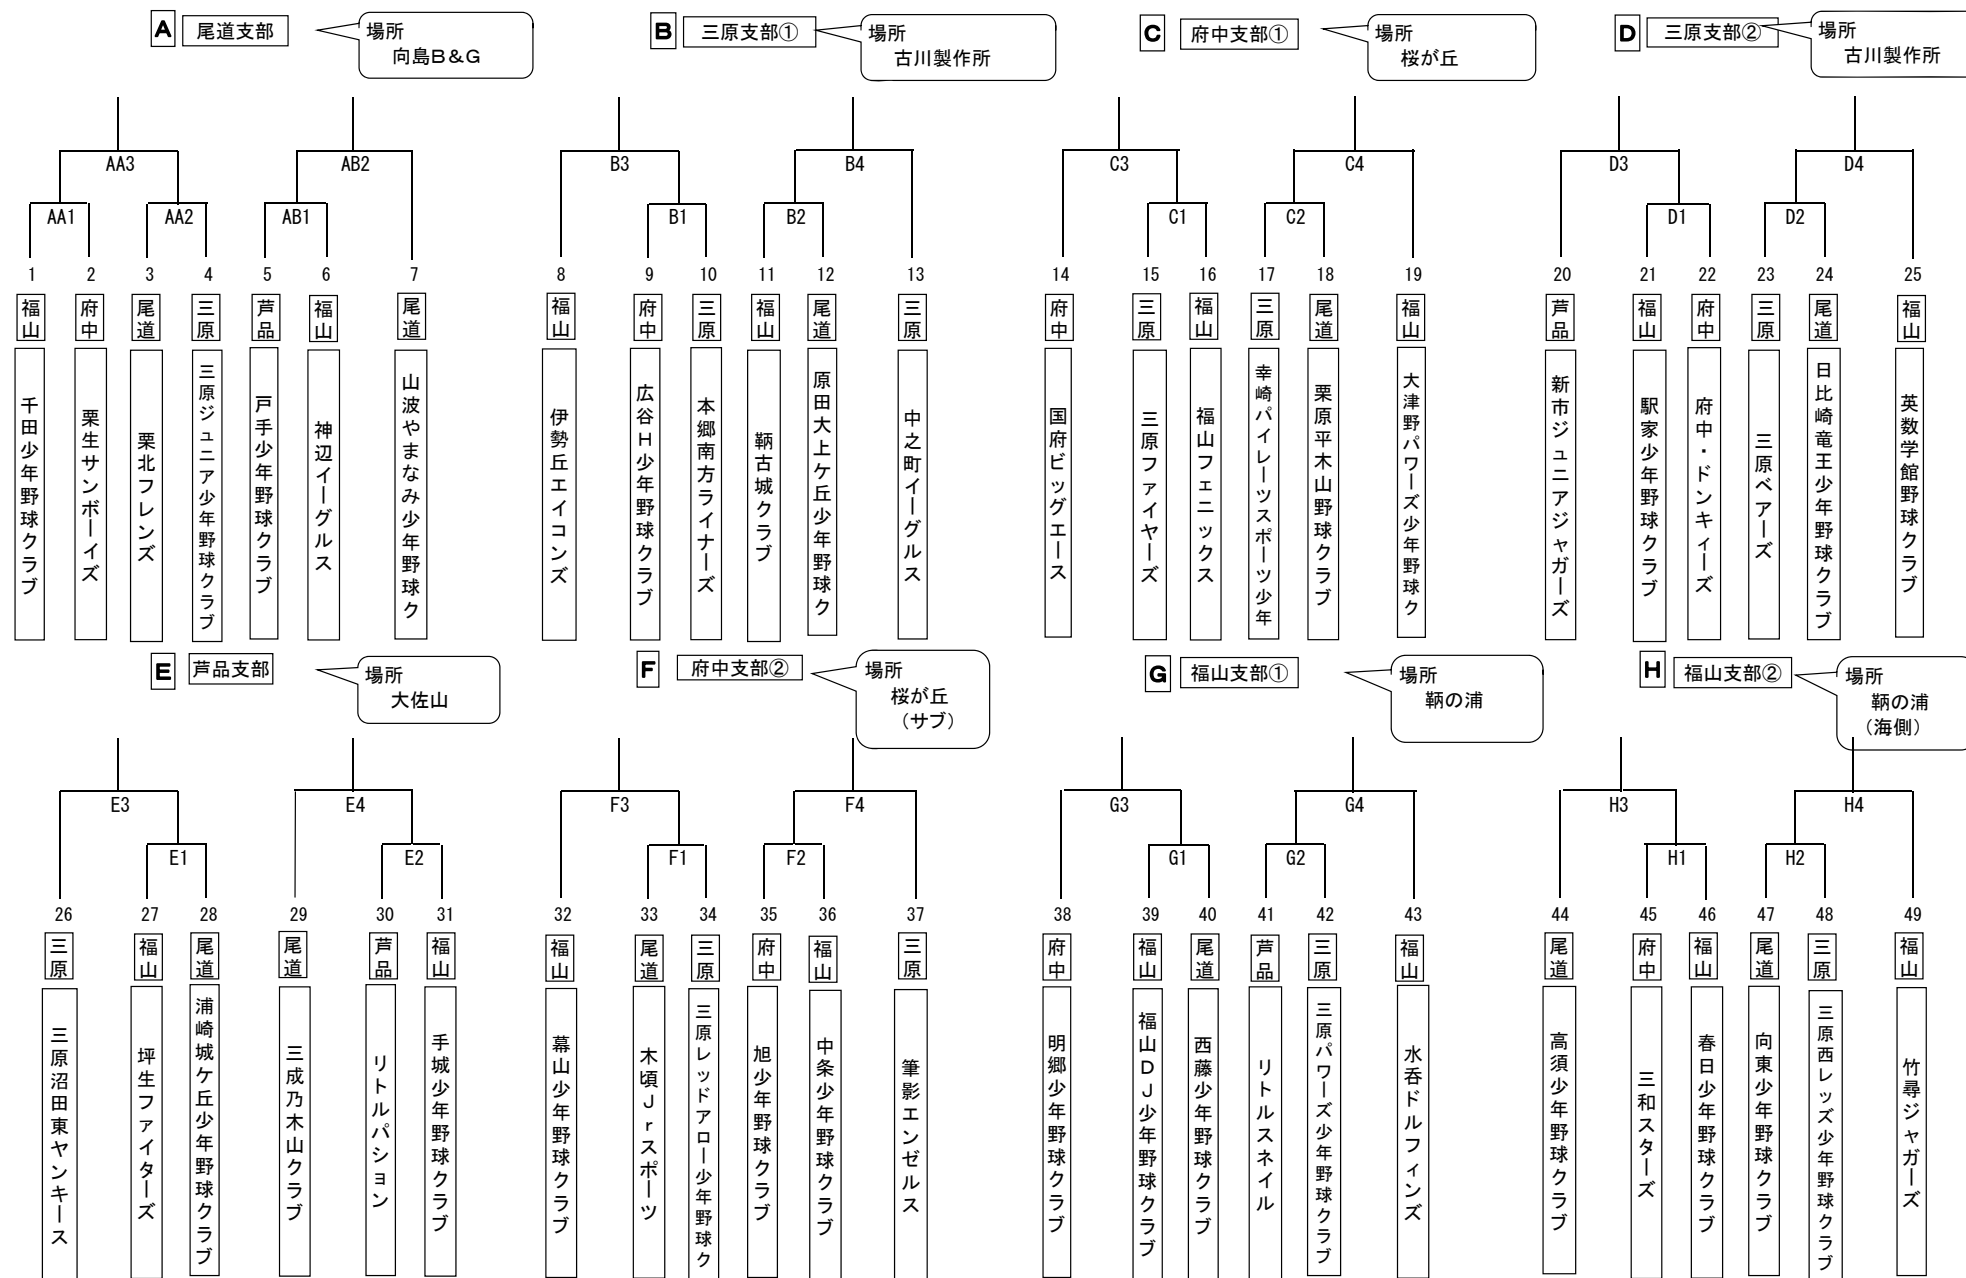 A 尾道支部
場所
向島B&G
B 三原支部①
場所
古川製作所
C 府中支部①
場所
桜が丘
D 三原支部②
場所
古川製作所
AA3
AB2
B3
B4
C3
C4
D3
D4
AA1
AA2
AB1
B1
B2
C1
C2
D1
D2
1 福山 千田少年野球クラブ
2 府中 栗生サンボーイズ
3 尾道 栗北フレンズ
4 三原 三原ジュニア少年野球クラブ
5 芦品 戸手少年野球クラブ
6 福山 神辺イーグルス
7 尾道 山波やまなみ少年野球ク
8 福山 伊勢丘エイコンズ
9 府中 広谷H少年野球クラブ
10 三原 本郷南方ライナーズ
11 福山 鞆古城クラブ
12 尾道 原田大上ケ丘少年野球ク
13 三原 中之町イーグルス
14 府中 国府ビッグエース
15 三原 三原ファイヤーズ
16 福山 福山フェニックス
17 三原 幸崎パイレーツスポーツ少年
18 尾道 栗原平木山野球クラブ
19 福山 大津野パワーズ少年野球ク
20 芦品 新市ジュニアジャガーズ
21 福山 駅家少年野球クラブ
22 府中 府中・ドンキィーズ
23 三原 三原ベアーズ
24 尾道 日比崎竜王少年野球クラブ
25 福山 英数学館野球クラブ
E 芦品支部
場所
大佐山
F 府中支部②
場所
桜が丘
（サブ）
G 福山支部①
場所
鞆の浦
H 福山支部②
場所
鞆の浦
（海側）
E3
E4
F3
F4
G3
G4
H3
H4
E1
E2
F1
F2
G1
G2
H1
H2
26 三原 三原沼田東ヤンキース
27 福山 坪生ファイターズ
28 尾道 浦崎城ケ丘少年野球クラブ
29 尾道 三成乃木山クラブ
30 芦品 リトルパション
31 福山 手城少年野球クラブ
32 福山 幕山少年野球クラブ
33 尾道 木頃Jrスポーツ
34 三原 三原レッドアロー少年野球ク
35 府中 旭少年野球クラブ
36 福山 中条少年野球クラブ
37 三原 筆影エンゼルス
38 府中 明郷少年野球クラブ
39 福山 福山DJ少年野球クラブ
40 尾道 西藤少年野球クラブ
41 芦品 リトルスネイル
42 三原 三原パワーズ少年野球クラブ
43 福山 水呑ドルフィンズ
44 尾道 高須少年野球クラブ
45 府中 三和スターズ
46 福山 春日少年野球クラブ
47 尾道 向東少年野球クラブ
48 三原 三原西レッズ少年野球クラブ
49 福山 竹尋ジャガーズ